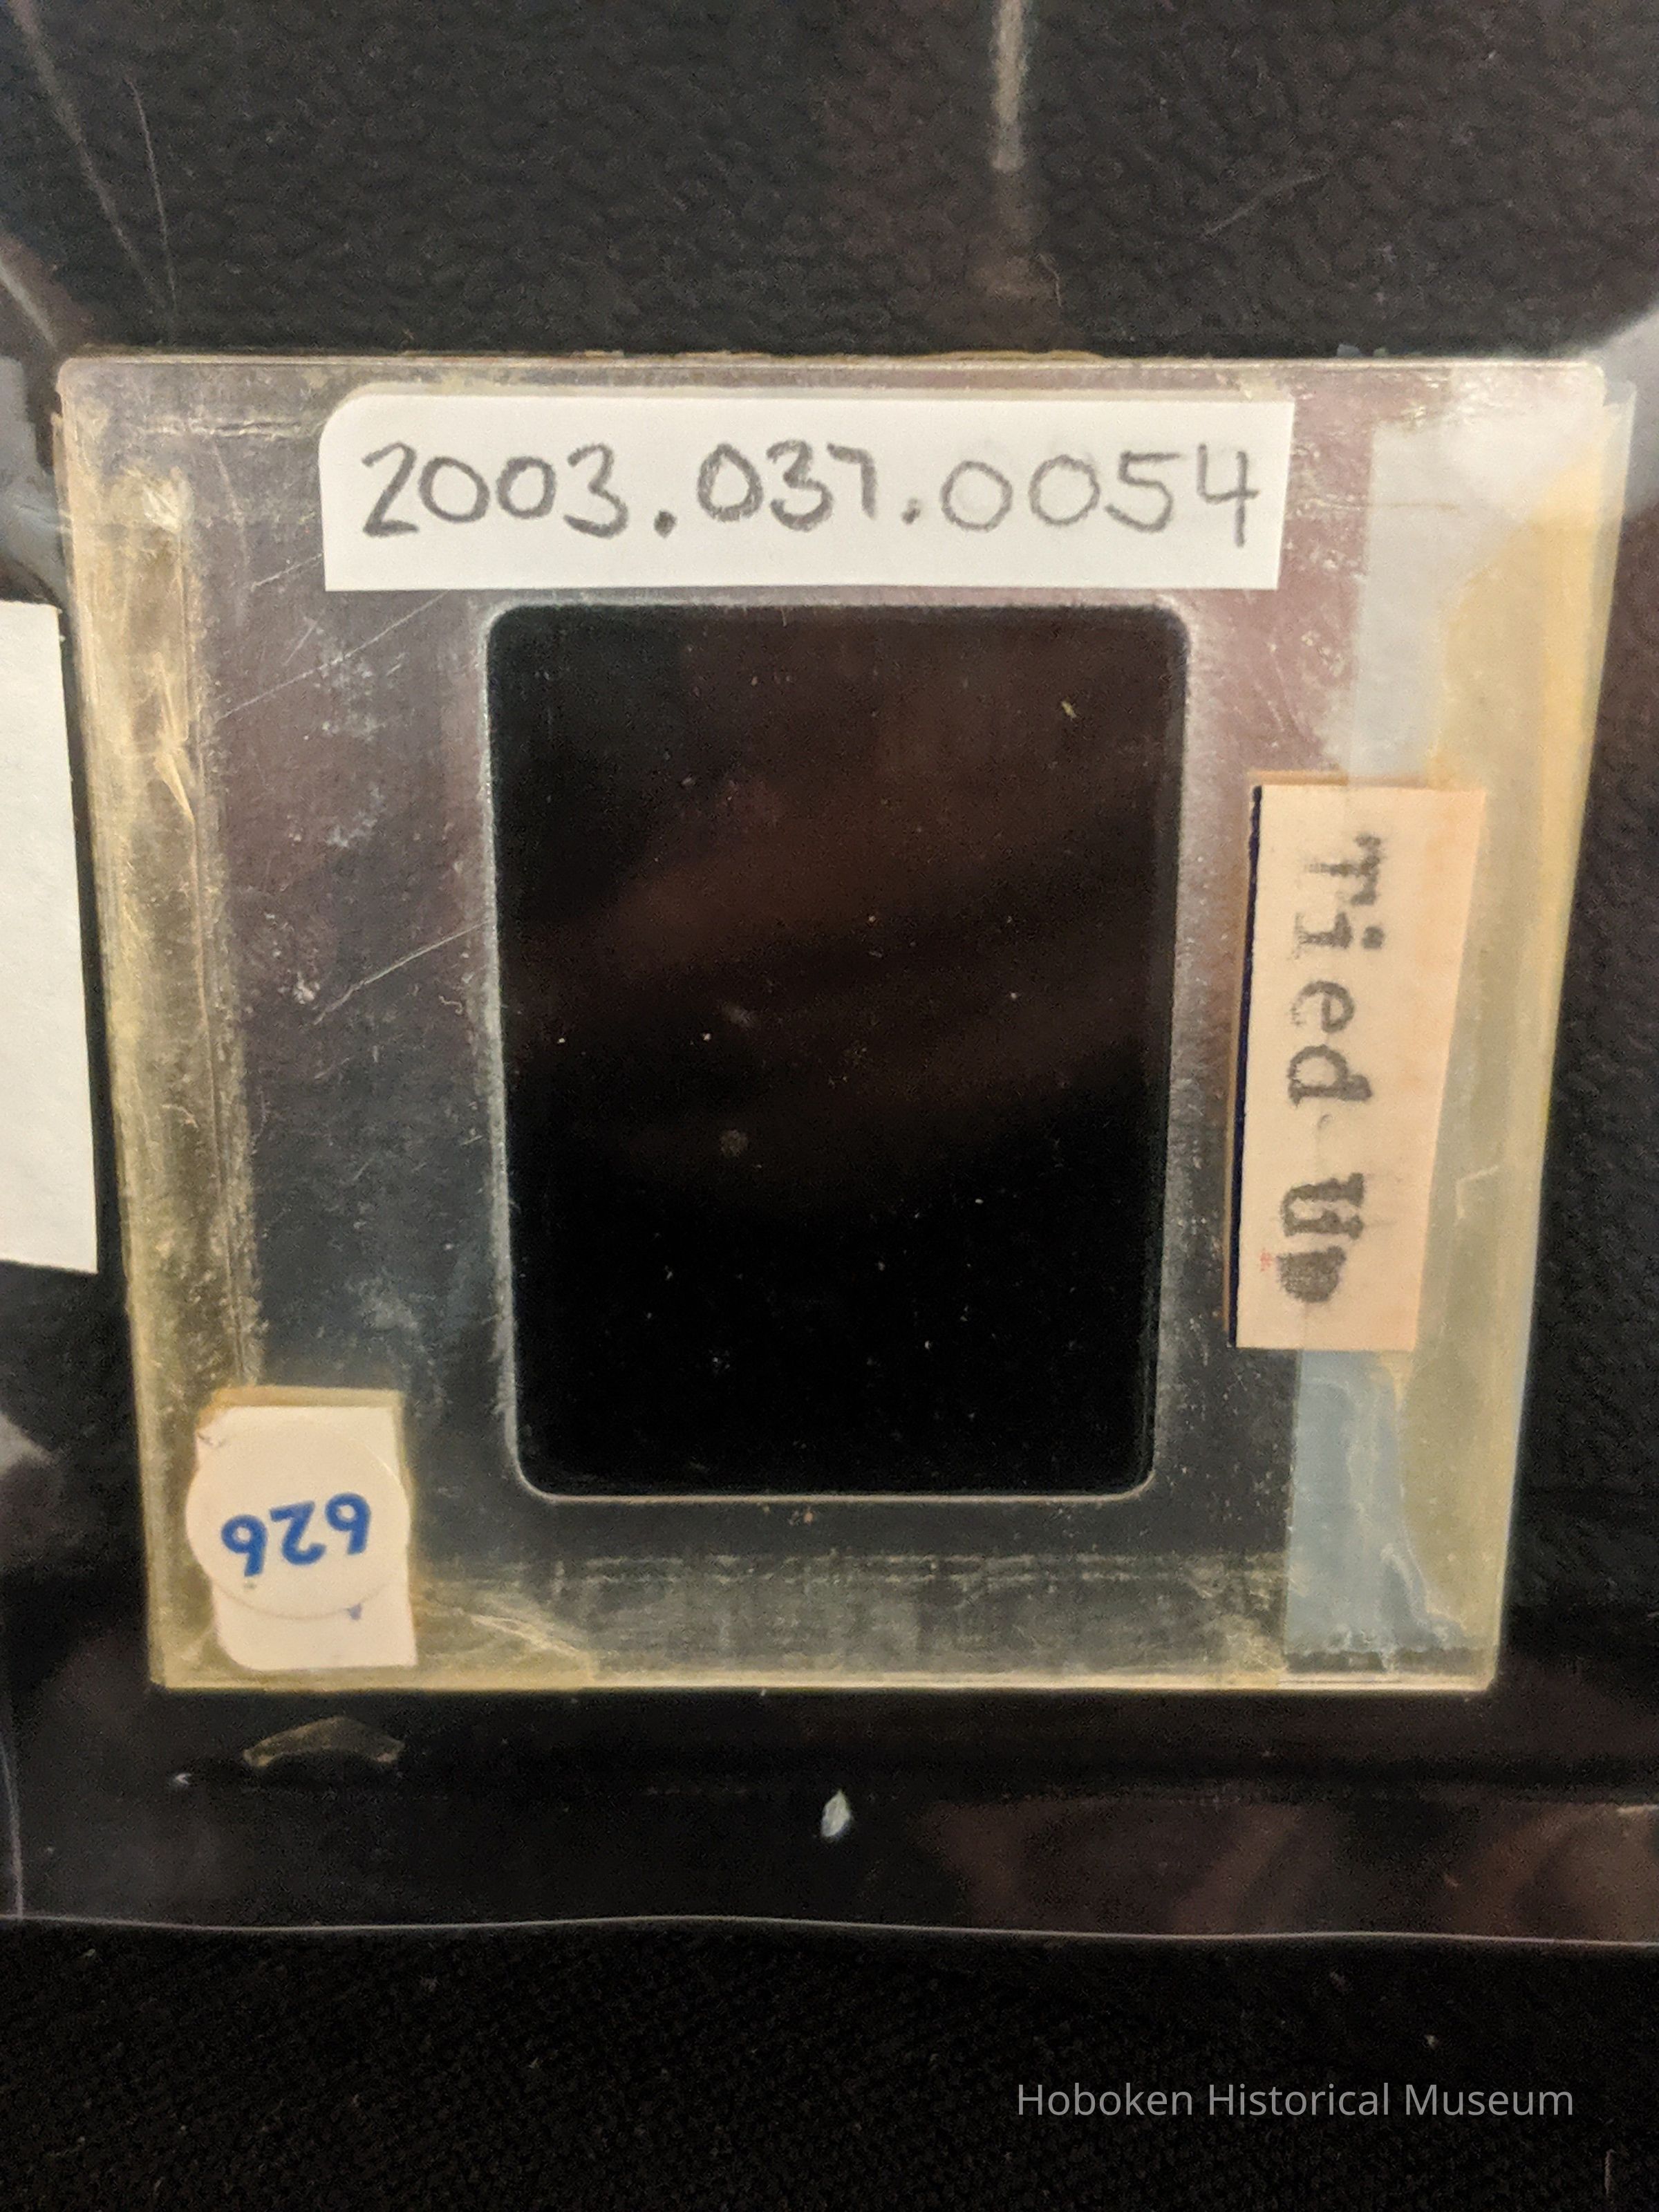 2003.037.0054
Tied Up
626
Hoboken Historical Museum